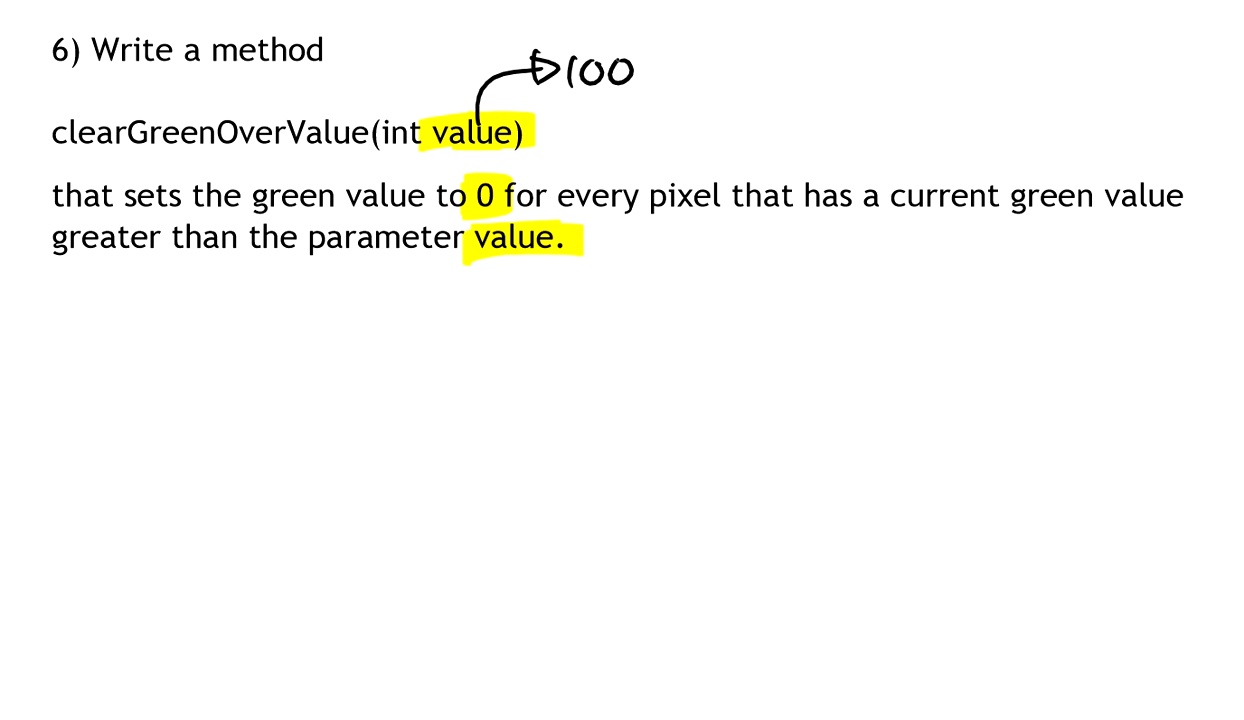 6) Write a method
100
clearGreenOverValue(int value)
that sets the green value to 0 for every pixel that has a current green value
greater than the parameter value.